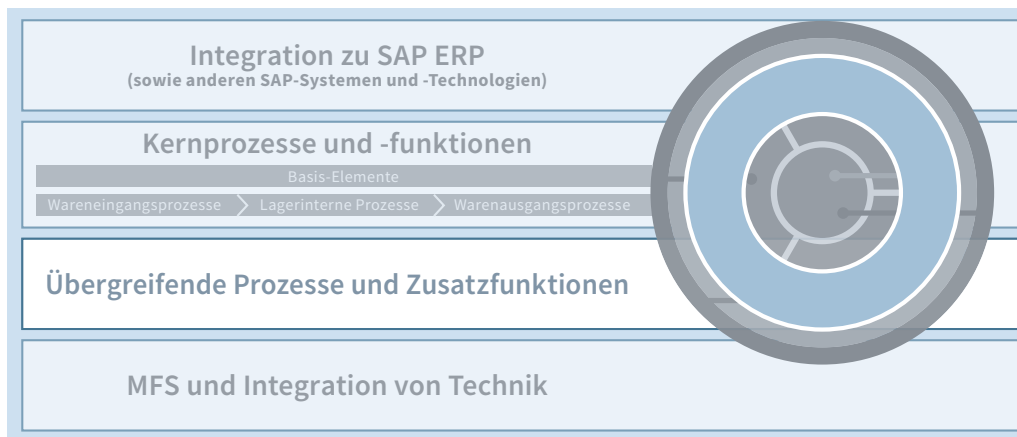 Integration zu SAP ERP
(sowie anderen SAP-Systemen und -Technologien)
Kernprozesse und -funktionen
Basis-Elemente
Wareneingangsprozesse
Lagerinterne Prozesse
Warenausgangsprozesse
Übergreifende Prozesse und Zusatzfunktionen
MFS und Integration von Technik